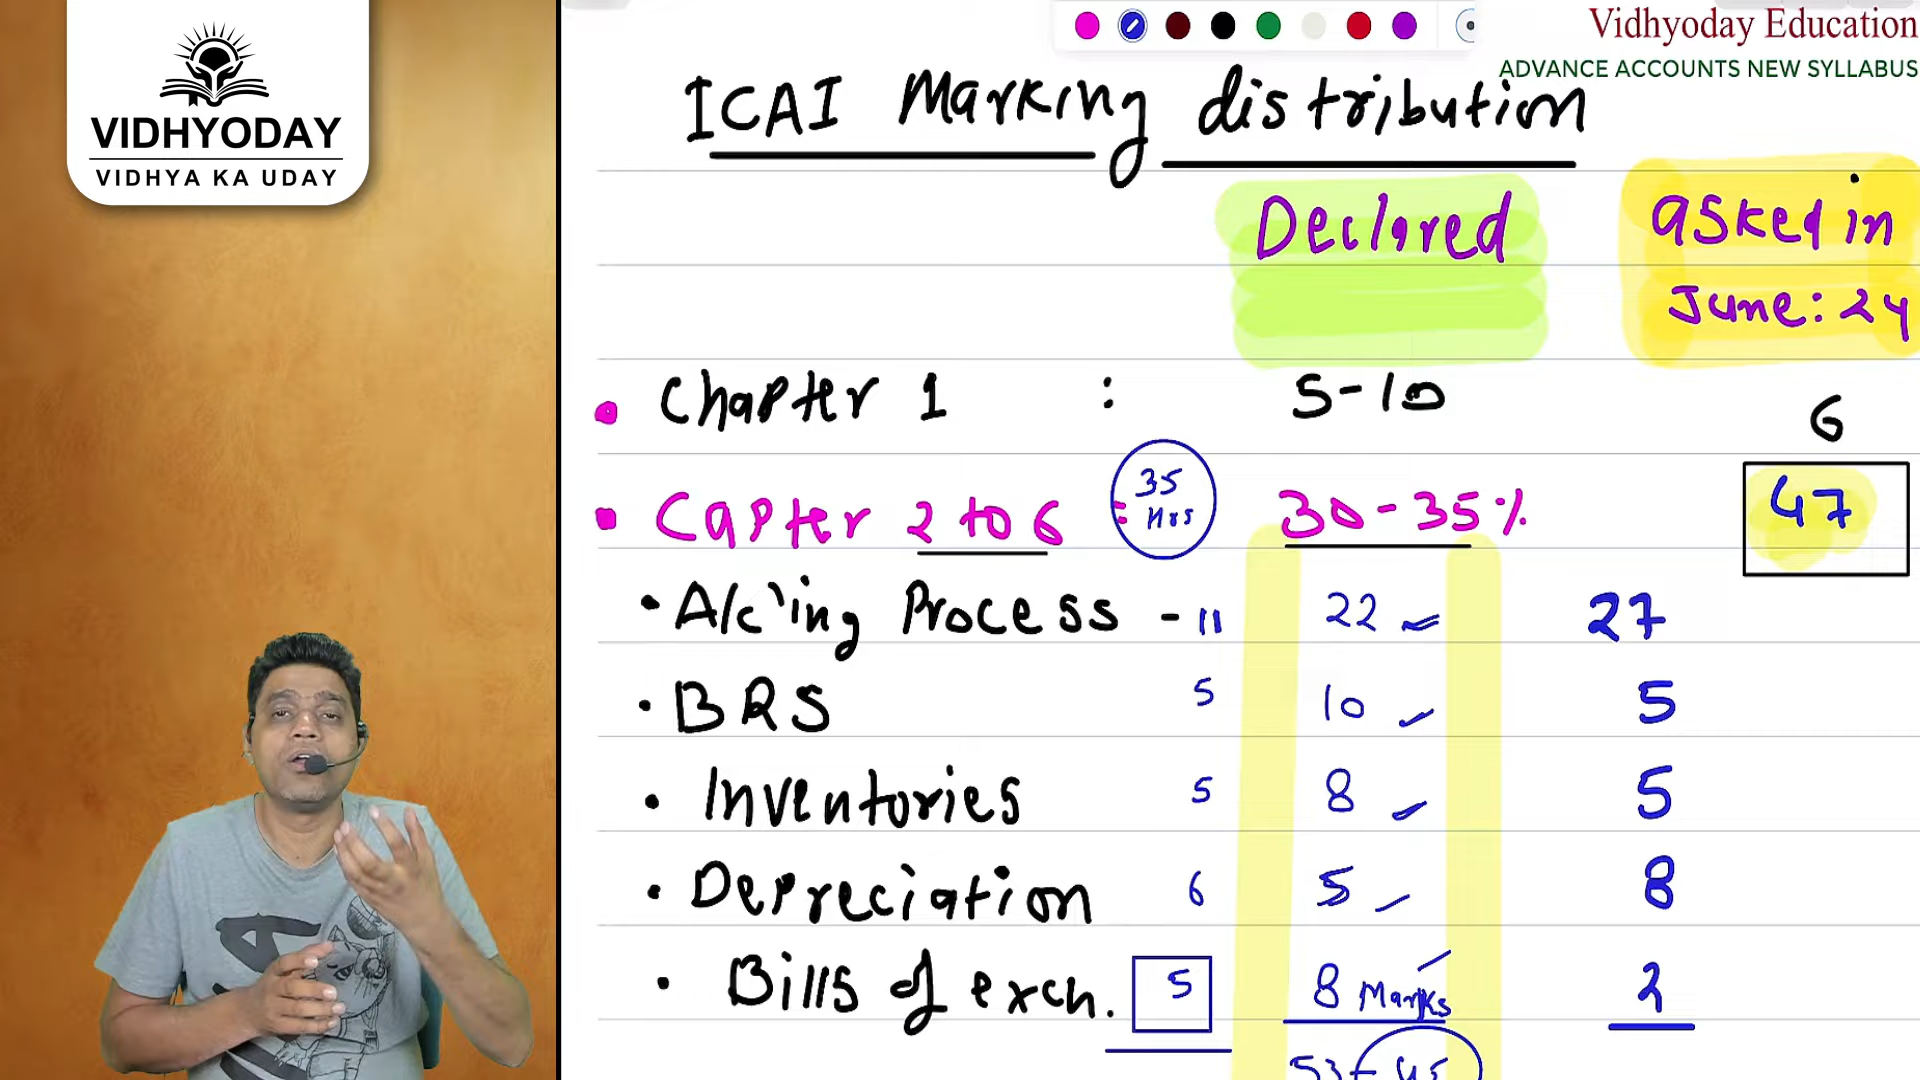 VIDHYODAY
VIDHYA KA UDAY
Vidhyoday Education
ADVANCE ACCOUNTS NEW SYLLABUS
ICAI Marking distribution
Declared
asked in
June: 24
• Chapter 1 : 5-10 6
• Capter 2 to 6 : 35 Hrs 30-35% 47
• A/c'ing Process - 11 22 27
• BRS 5 10 5
• Inventories 5 8 5
• Depreciation 6 5 8
• Bills of exch. 5 8 Marks 2
53 45